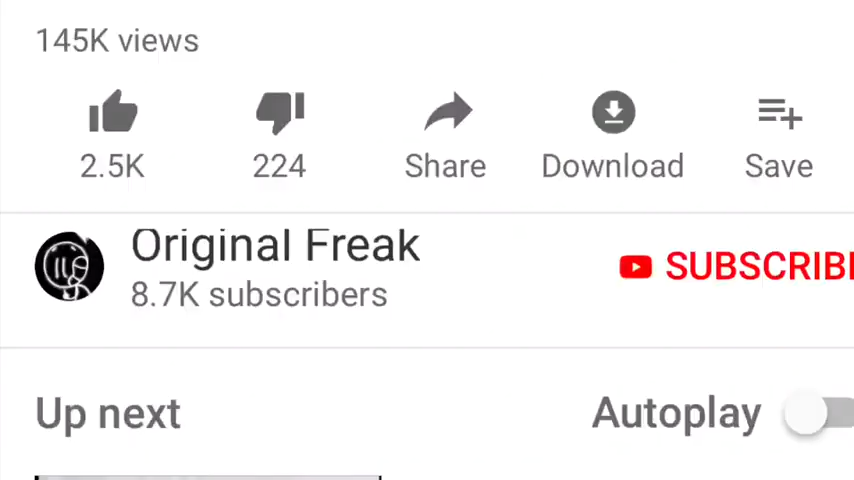 145K views
2.5K 224 Share Download Save
Original Freak SUBSCRIBE
8.7K subscribers
Up next Autoplay